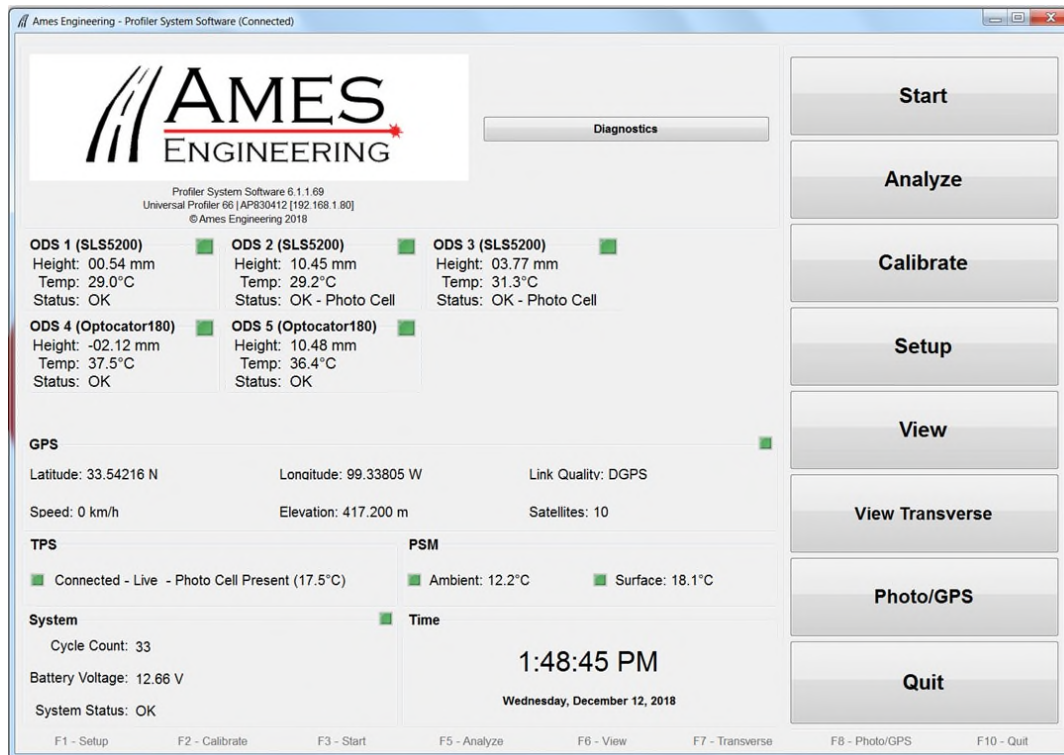 Ames Engineering - Profiler System Software (Connected)
AMES
ENGINEERING
Profiler System Software 6.1.1.69
Universal Profiler 66 | AP830412 [192.168.1.80]
© Ames Engineering 2018
Diagnostics
ODS 1 (SLS5200)
Height: 00.54 mm
Temp: 29.0°C
Status: OK
ODS 2 (SLS5200)
Height: 10.45 mm
Temp: 29.2°C
Status: OK - Photo Cell
ODS 3 (SLS5200)
Height: 03.77 mm
Temp: 31.3°C
Status: OK - Photo Cell
ODS 4 (Optocator180)
Height: -02.12 mm
Temp: 37.5°C
Status: OK
ODS 5 (Optocator180)
Height: 10.48 mm
Temp: 36.4°C
Status: OK
GPS
Latitude: 33.54216 N
Longitude: 99.33805 W
Link Quality: DGPS
Speed: 0 km/h
Elevation: 417.200 m
Satellites: 10
TPS
Connected - Live - Photo Cell Present (17.5°C)
PSM
Ambient: 12.2°C
Surface: 18.1°C
System
Cycle Count: 33
Battery Voltage: 12.66 V
System Status: OK
Time
1:48:45 PM
Wednesday, December 12, 2018
Start
Analyze
Calibrate
Setup
View
View Transverse
Photo/GPS
Quit
F1 - Setup
F2 - Calibrate
F3 - Start
F5 - Analyze
F6 - View
F7 - Transverse
F8 - Photo/GPS
F10 - Quit